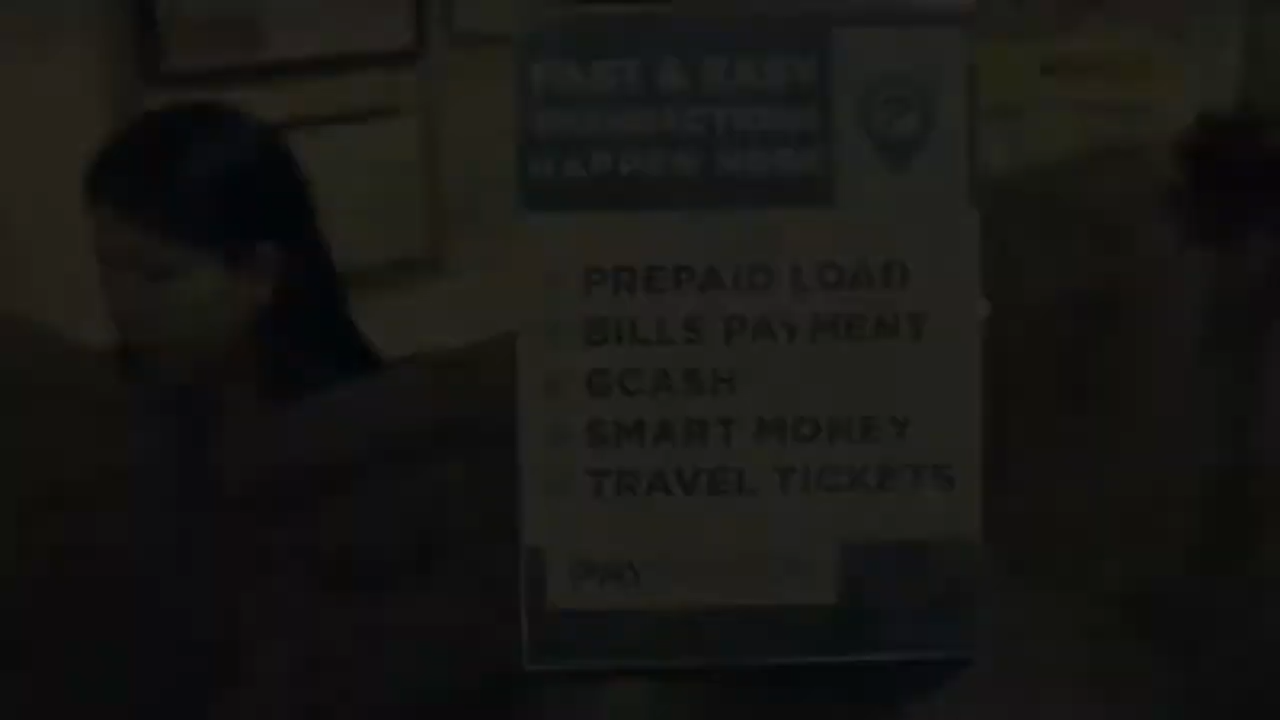 FAST & EASY
TRANSACTIONS
HAPPEN HERE
PREPAID LOAD
BILLS PAYMENT
GCASH
SMART MONEY
TRAVEL TICKETS